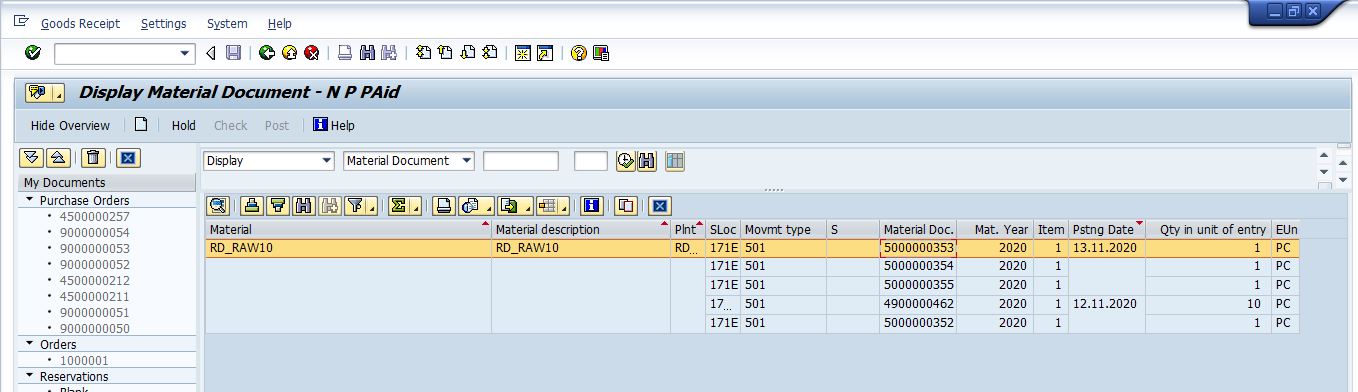 Goods Receipt Settings System Help
Display Material Document - N P PAid
Hide Overview Hold Check Post Help
Display Material Document
My Documents
Purchase Orders
4500000257
9000000054
9000000053
9000000052
4500000212
4500000211
9000000051
9000000050
Orders
1000001
Reservations
Blank
Material Material description Plnt SLoc Movmt type S Material Doc. Mat. Year Item Pstng Date Qty in unit of entry EUn
RD_RAW10 RD_RAW10 RD... 171E 501 5000000353 2020 1 13.11.2020 1 PC
171E 501 5000000354 2020 1 1 PC
171E 501 5000000355 2020 1 1 PC
17... 501 4900000462 2020 1 12.11.2020 10 PC
171E 501 5000000352 2020 1 1 PC